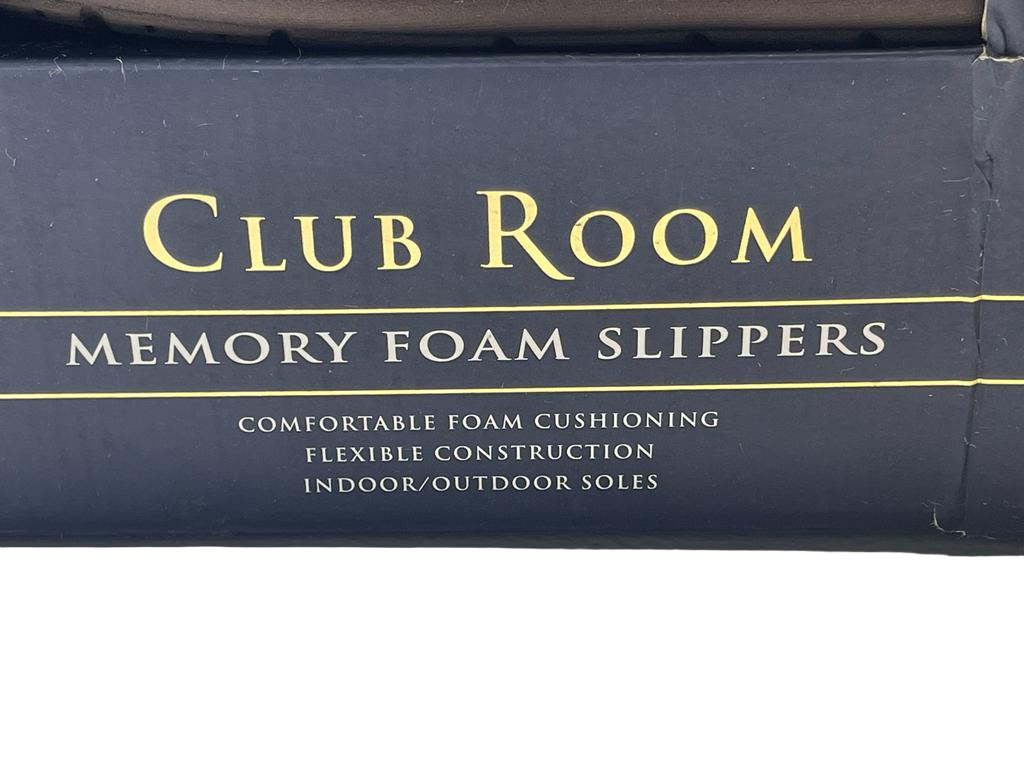 CLUB ROOM
MEMORY FOAM SLIPPERS
COMFORTABLE FOAM CUSHIONING
FLEXIBLE CONSTRUCTION
INDOOR/OUTDOOR SOLES